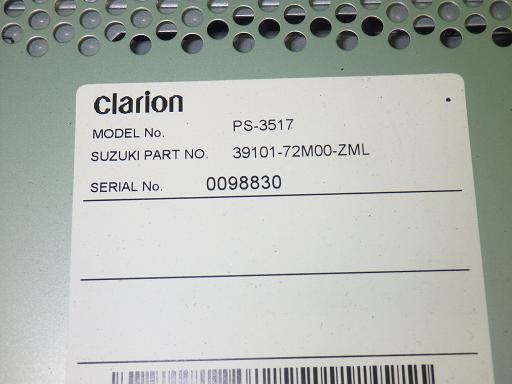 clarion
MODEL No. PS-3517
SUZUKI PART NO. 39101-72M00-ZML
SERIAL No. 0098830